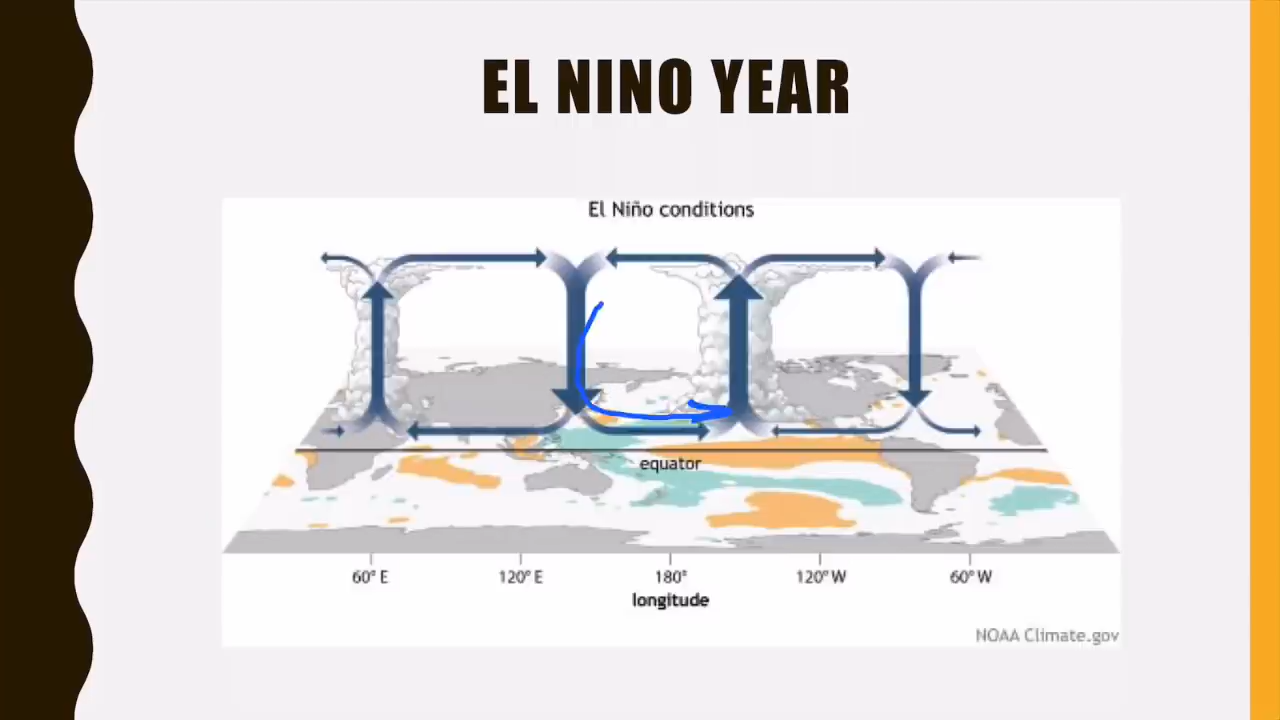 EL NINO YEAR
El Niño conditions
equator
60° E 120° E 180° 120° W 60° W
longitude
NOAA Climate.gov